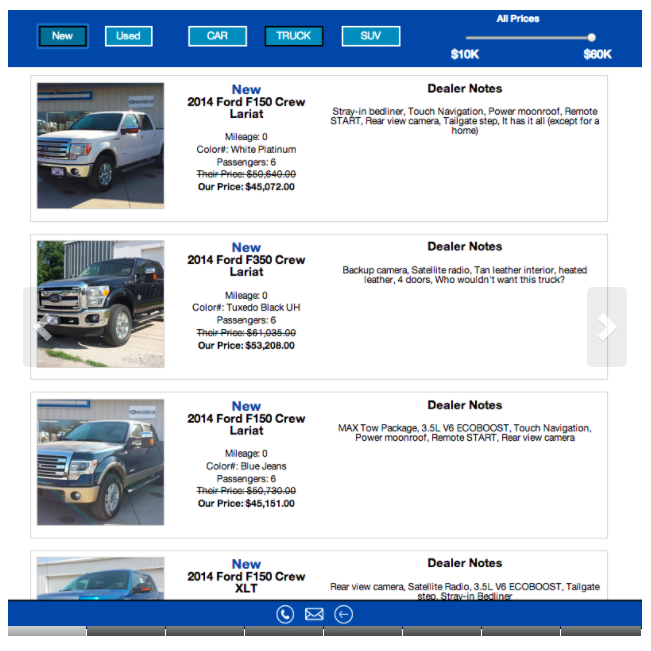 All Prices
New
Used
CAR
TRUCK
SUV
$10K
$60K
New
2014 Ford F150 Crew
Lariat
Mileage: 0
Color#: White Platinum
Passengers: 6
Their Price: $50,640.00
Our Price: $45,072.00
Dealer Notes
Stray-in bedliner, Touch Navigation, Power moonroof, Remote
START, Rear view camera, Tailgate step, It has it all (except for a
home)
New
2014 Ford F350 Crew
Lariat
Mileage: 0
Color#: Tuxedo Black UH
Passengers: 6
Their Price: $61,035.00
Our Price: $53,208.00
Dealer Notes
Backup camera, Satellite radio, Tan leather interior, heated
leather, 4 doors, Who wouldn't want this truck?
New
2014 Ford F150 Crew
Lariat
Mileage: 0
Color#: Blue Jeans
Passengers: 6
Their Price: $50,730.00
Our Price: $45,151.00
Dealer Notes
MAX Tow Package, 3.5L V6 ECOBOOST, Touch Navigation,
Power moonroof, Remote START, Rear view camera
New
2014 Ford F150 Crew
XLT
Dealer Notes
Rear view camera, Satellite Radio, 3.5L V6 ECOBOOST, Tailgate
step, Stray-in Bedliner